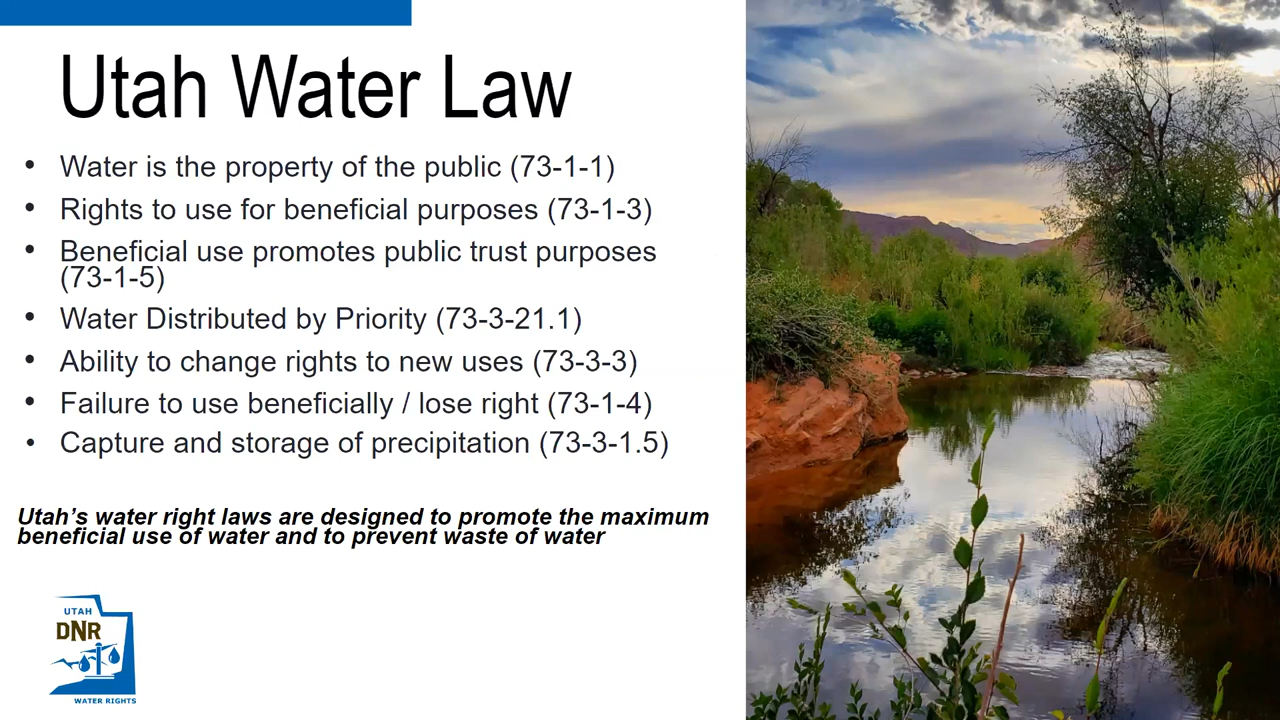 Utah Water Law
• Water is the property of the public (73-1-1)
• Rights to use for beneficial purposes (73-1-3)
• Beneficial use promotes public trust purposes
(73-1-5)
• Water Distributed by Priority (73-3-21.1)
• Ability to change rights to new uses (73-3-3)
• Failure to use beneficially / lose right (73-1-4)
• Capture and storage of precipitation (73-3-1.5)
Utah’s water right laws are designed to promote the maximum
beneficial use of water and to prevent waste of water
UTAH
DNR
WATER RIGHTS